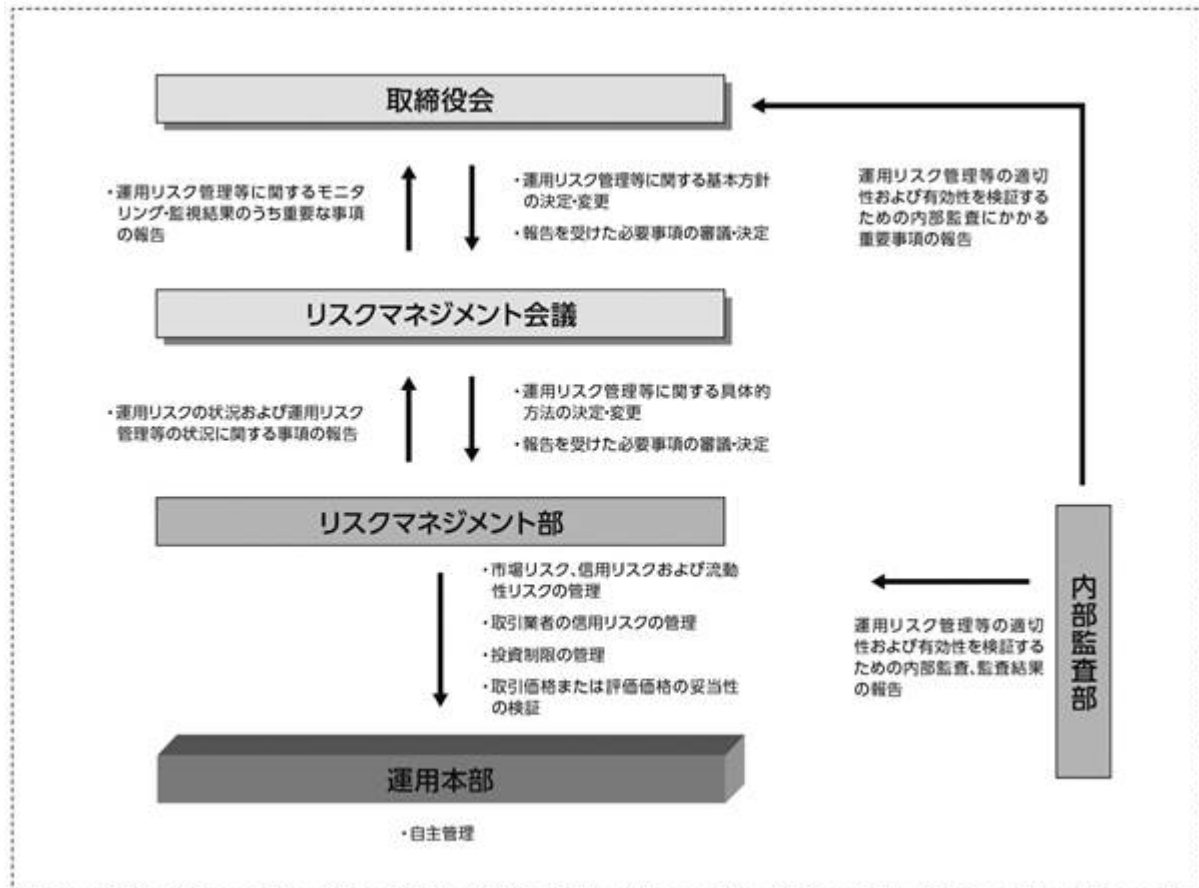 取締役会
・運用リスク管理等に関するモニタ
リング・監視結果のうち重要な事項
の報告
・運用リスク管理等に関する基本方針
の決定・変更
・報告を受けた必要事項の審議・決定
運用リスク管理等の適切
性および有効性を検証する
ための内部監査にかかる
重要事項の報告
リスクマネジメント会議
・運用リスクの状況および運用リスク
管理等の状況に関する事項の報告
・運用リスク管理等に関する具体的
方法の決定・変更
・報告を受けた必要事項の審議・決定
リスクマネジメント部
・市場リスク、信用リスクおよび流動
性リスクの管理
・取引業者の信用リスクの管理
・投資制限の管理
・取引価格または評価価格の妥当性
の検証
運用リスク管理等の適切
性および有効性を検証する
ための内部監査、監査結果
の報告
内部監査部
運用本部
・自主管理